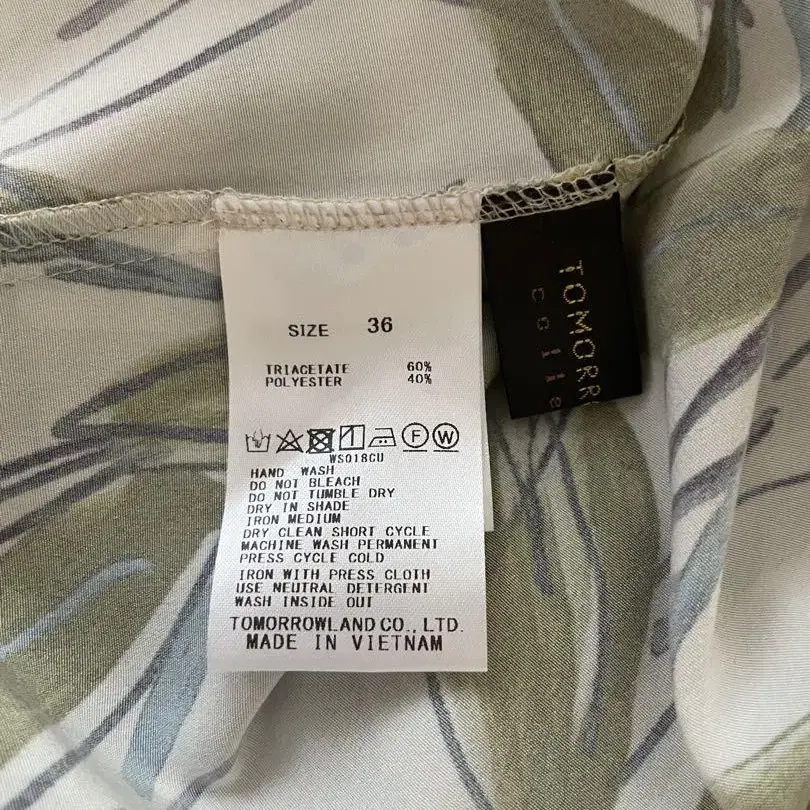 SIZE 36
TRIACETATE 60%
POLYESTER 40%
F W
WS018CU
HAND WASH
DO NOT BLEACH
DO NOT TUMBLE DRY
DRY IN SHADE
IRON MEDIUM
DRY CLEAN SHORT CYCLE
MACHINE WASH PERMANENT
PRESS CYCLE COLD
IRON WITH PRESS CLOTH
USE NEUTRAL DETERGENT
WASH INSIDE OUT
TOMORROWLAND CO., LTD.
MADE IN VIETNAM
TOMORR
colle